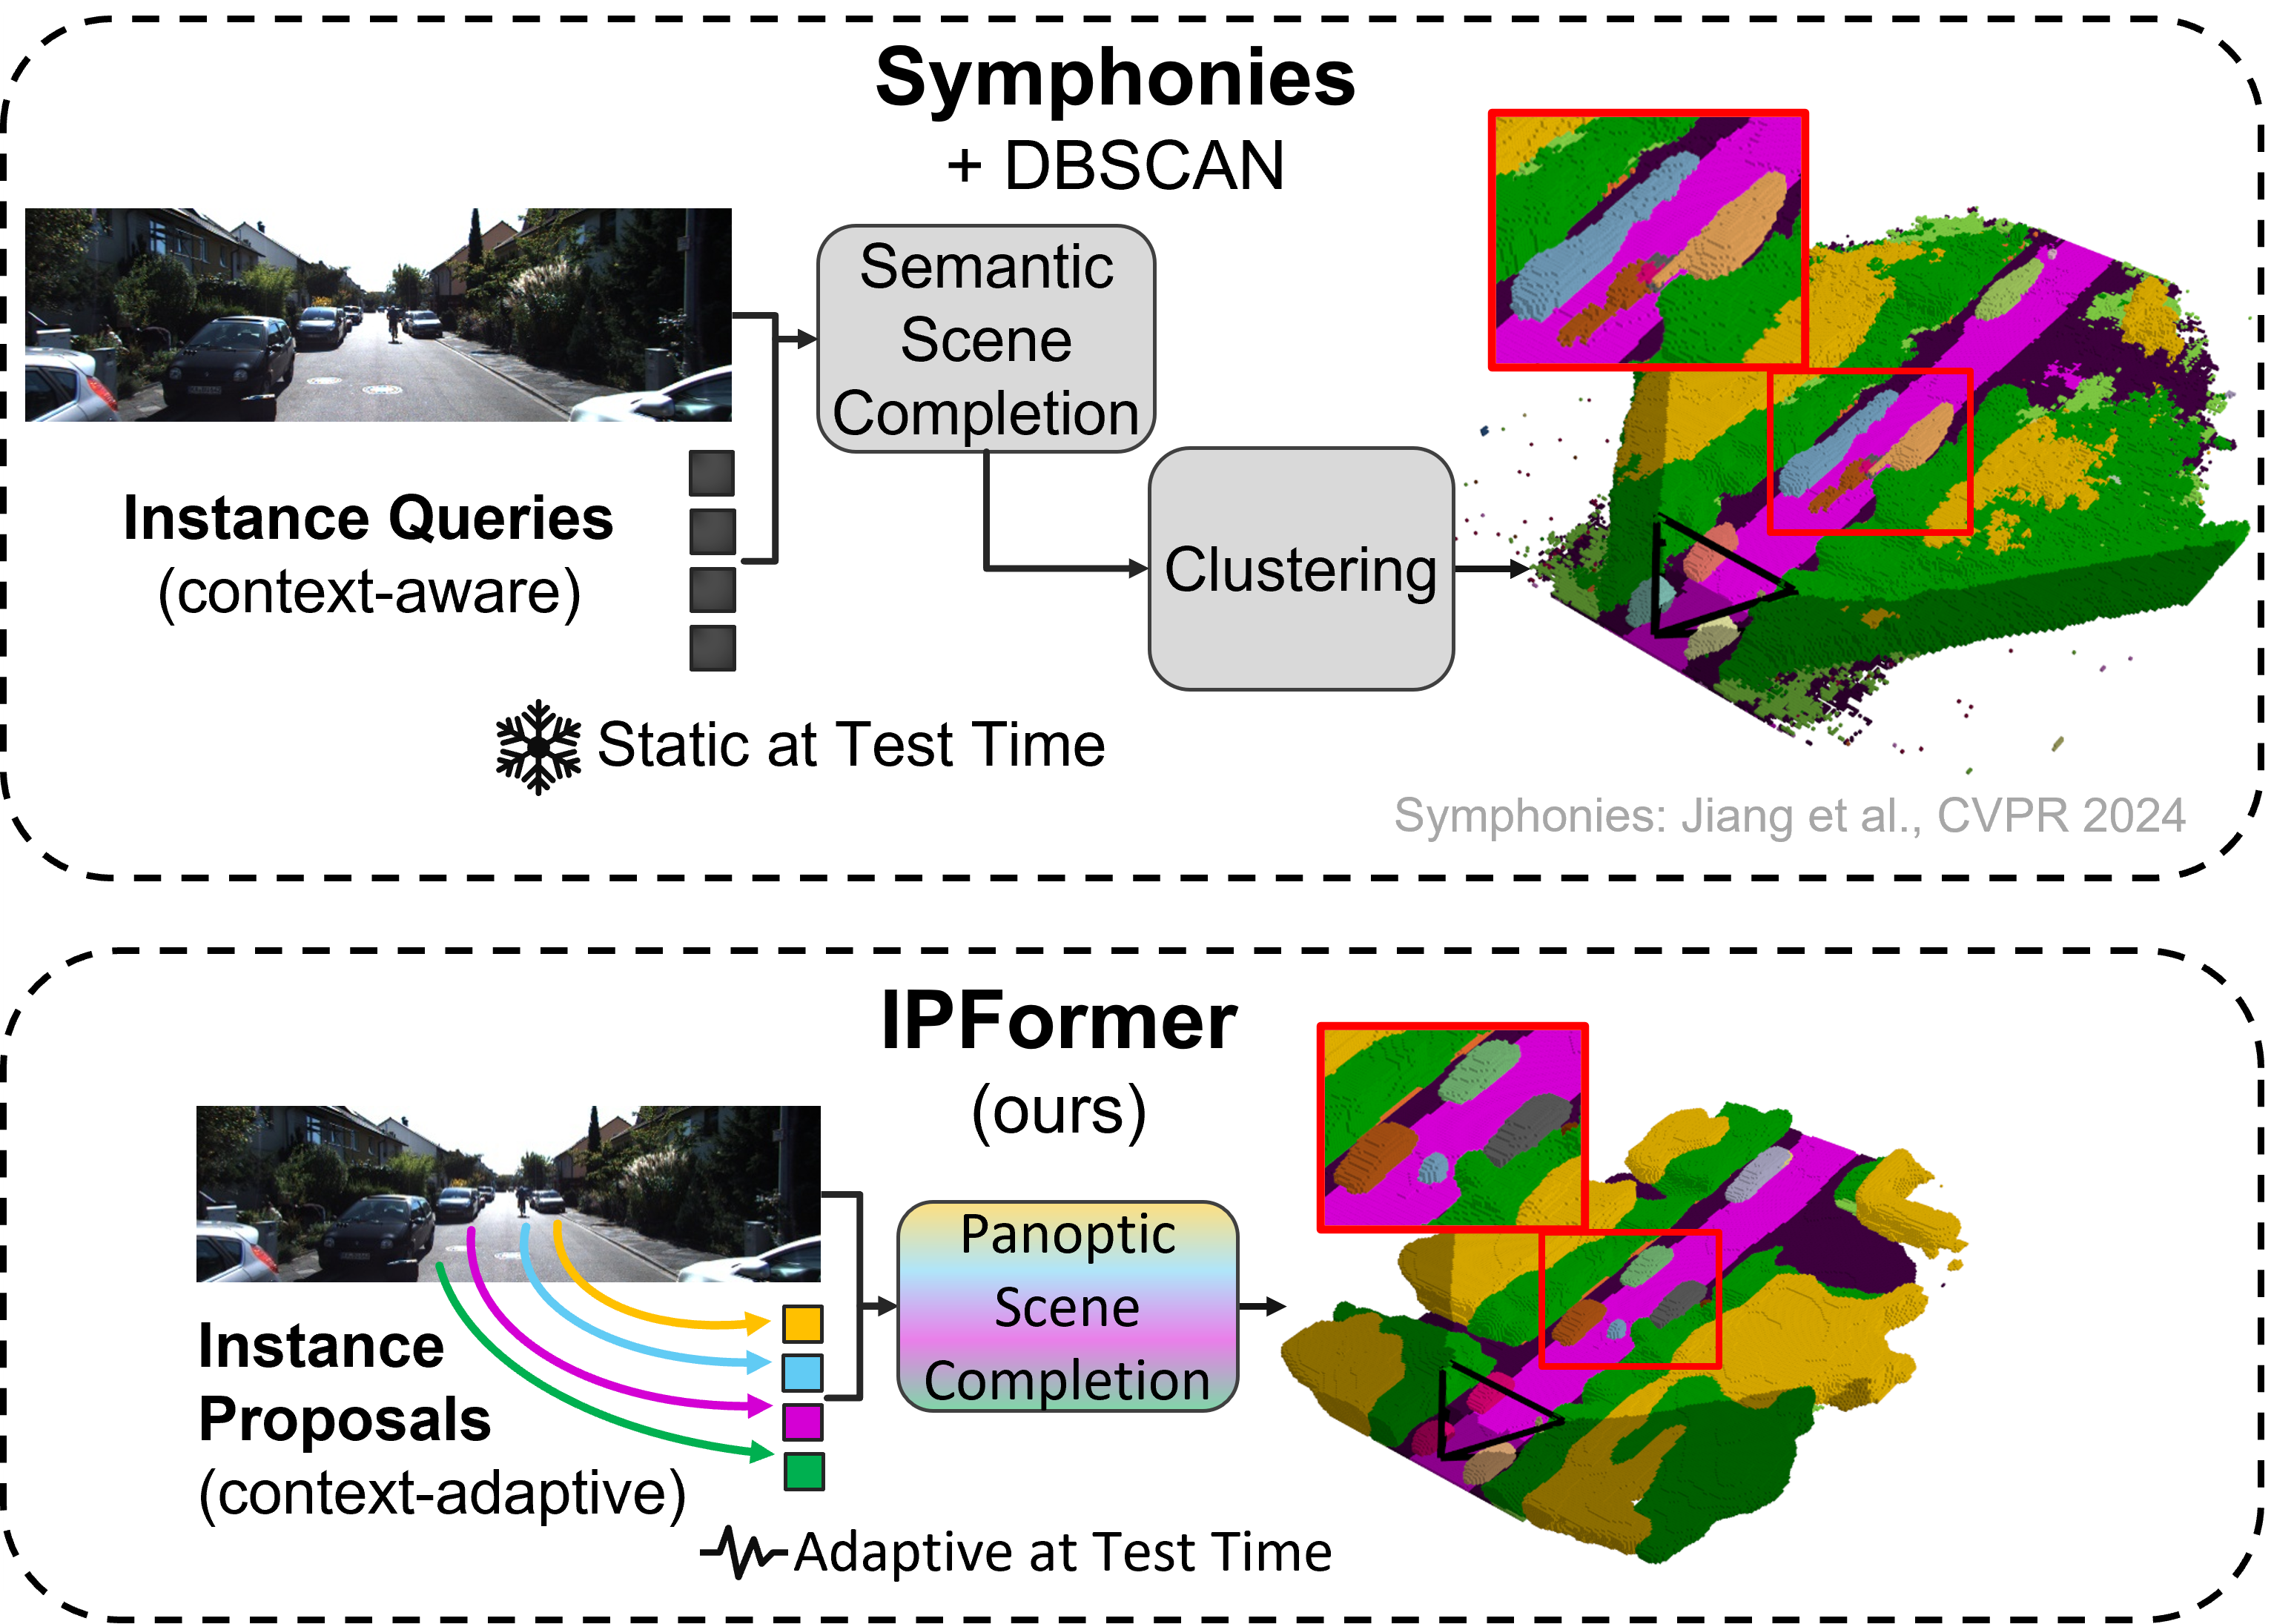 Symphonies
+ DBSCAN
Semantic
Scene
Completion
Instance Queries
(context-aware)
Clustering
Static at Test Time
Symphonies: Jiang et al., CVPR 2024
IPFormer
(ours)
Panoptic
Scene
Completion
Instance
Proposals
(context-adaptive)
Adaptive at Test Time